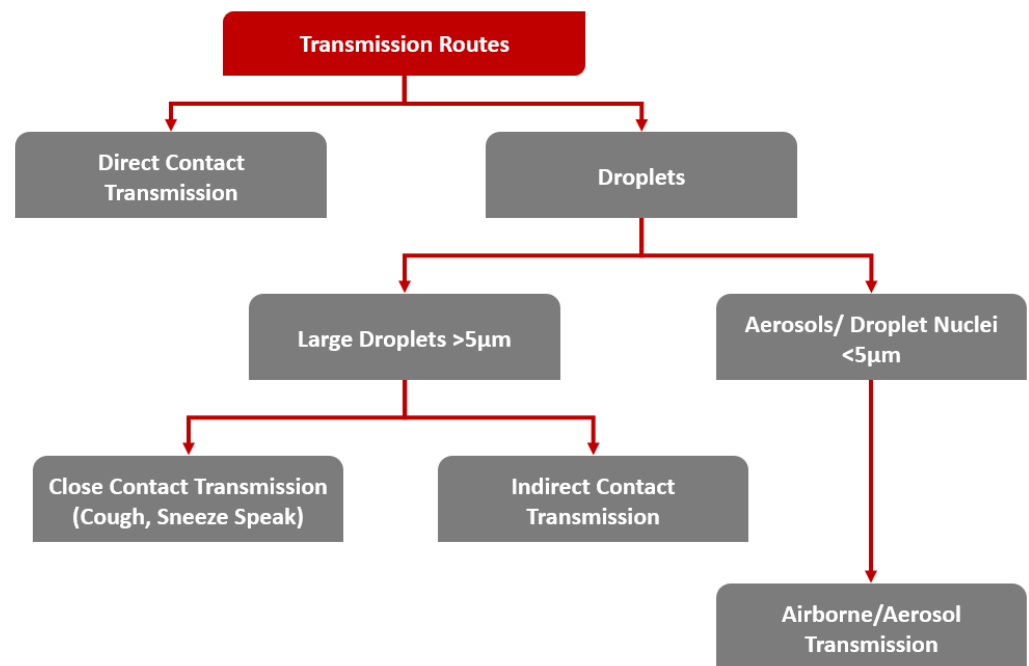 Transmission Routes
Direct Contact
Transmission
Droplets
Large Droplets >5µm
Aerosols/ Droplet Nuclei
<5µm
Close Contact Transmission
(Cough, Sneeze Speak)
Indirect Contact
Transmission
Airborne/Aerosol
Transmission